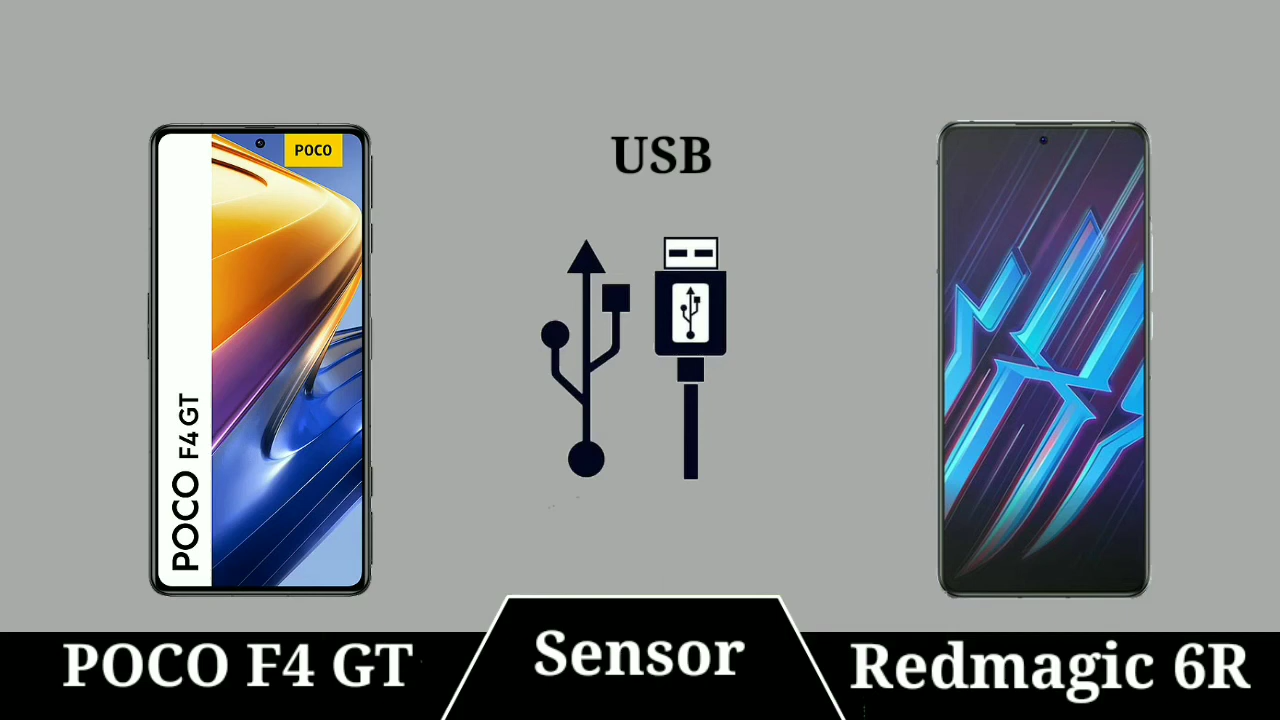 POCO
POCO F4 GT
USB
POCO F4 GT
Sensor
Redmagic 6R